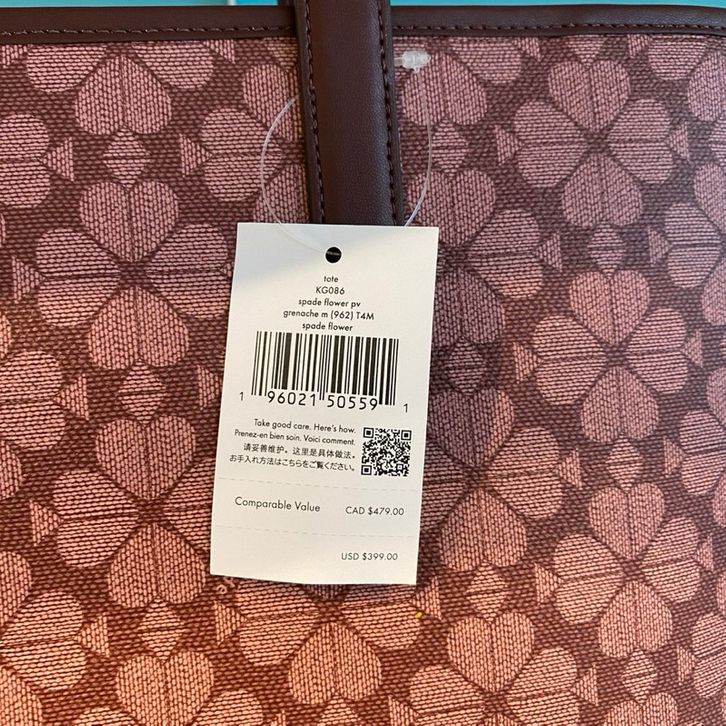 tote
KG086
spade flower pv
grenache m (962) T4M
spade flower
1 96021 50559 1
Take good care. Here's how.
Prenez-en bien soin. Voici comment.
请妥善维护。这里是具体做法。
お手入れ方法はこちらをご覧ください。
Comparable Value CAD $479.00
USD $399.00